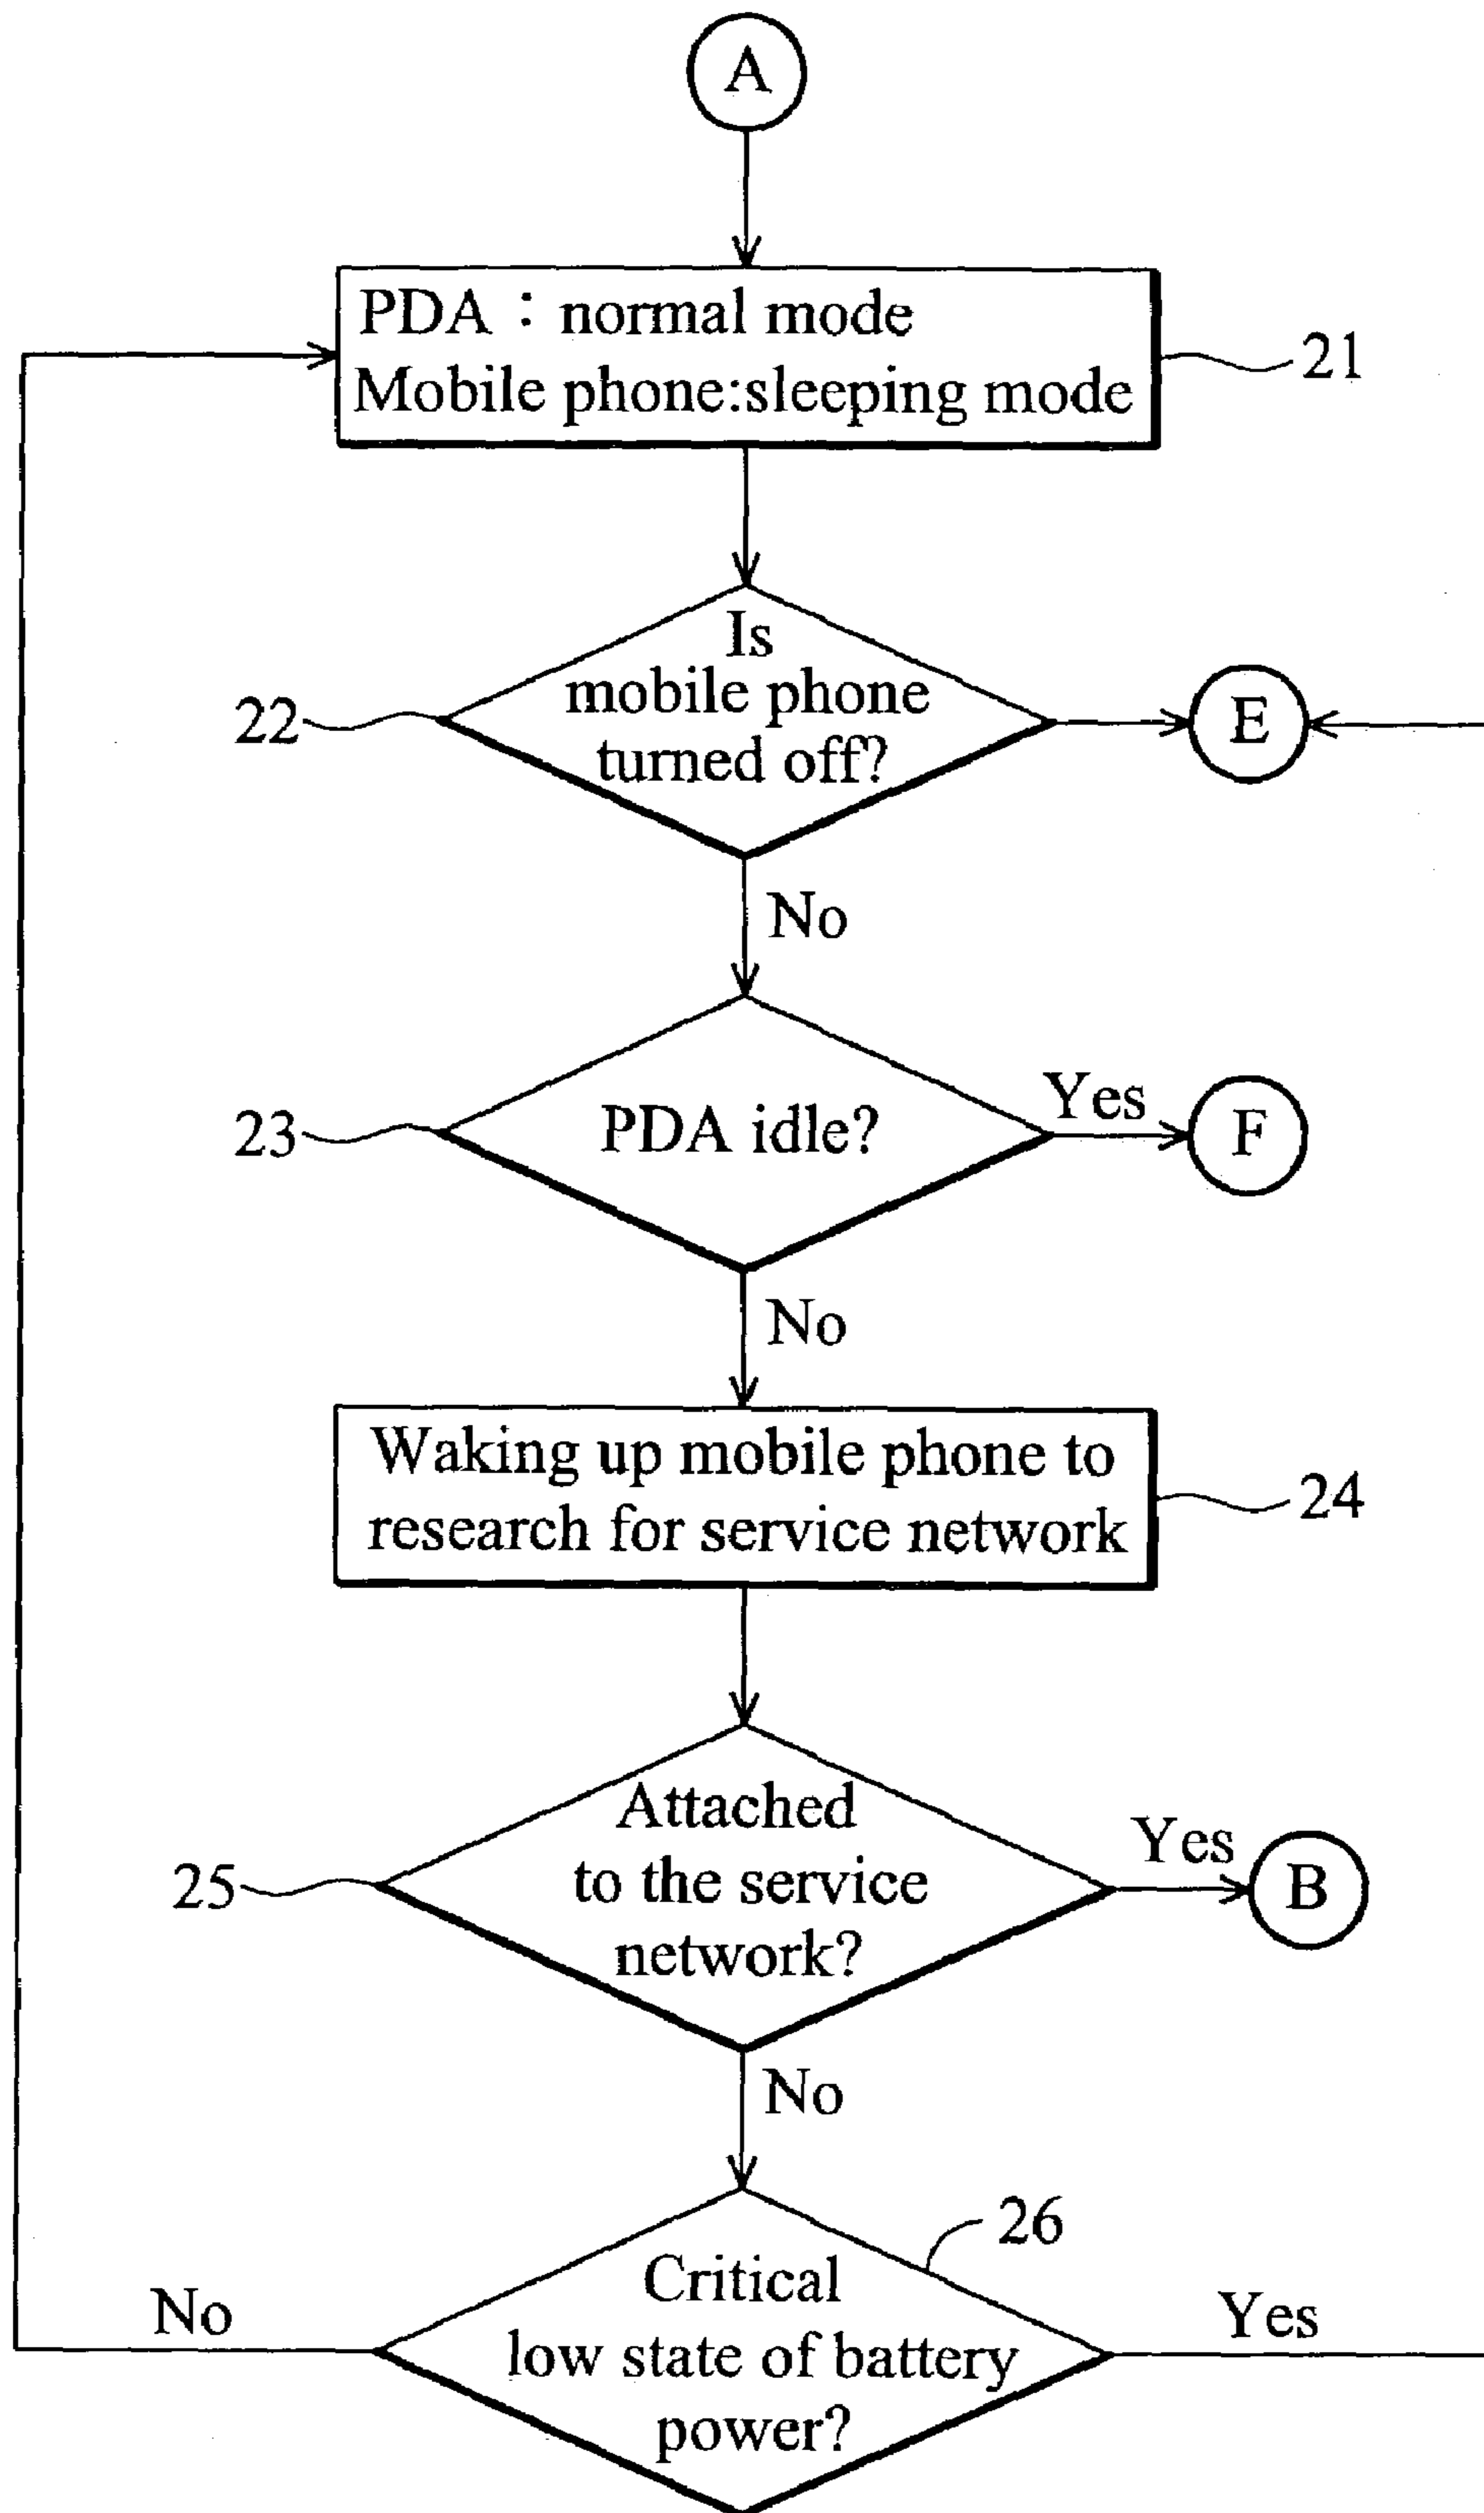 A
PDA : normal mode
Mobile phone:sleeping mode
21
Is
mobile phone
turned off?
22
E
No
PDA idle?
23
Yes
F
No
Waking up mobile phone to
research for service network
24
Attached
to the service
network?
25
Yes
B
No
26
Critical
low state of battery
power?
No
Yes